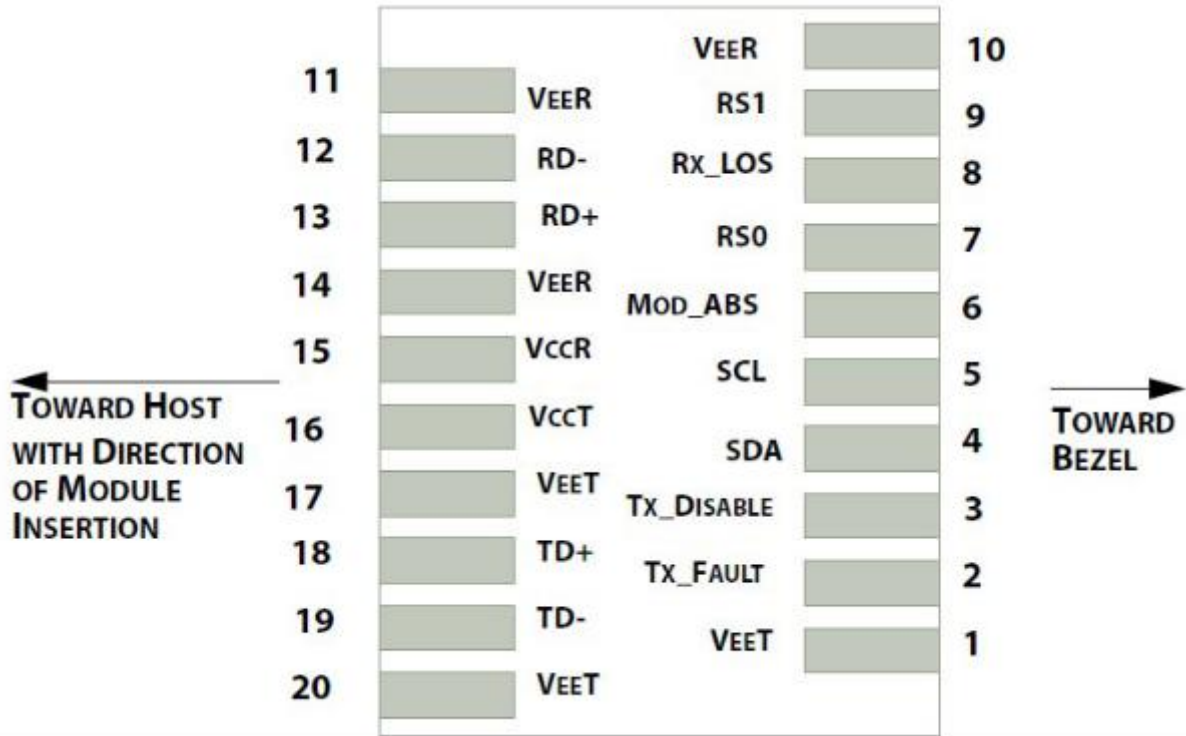 VEER 10
11 VEER
RS1 9
12 RD-
RX_LOS 8
13 RD+
RS0 7
14 VEER
MOD_ABS 6
15 VCCR
SCL 5
TOWARD HOST
WITH DIRECTION
OF MODULE
INSERTION
TOWARD
BEZEL
16 VCCT
SDA 4
17 VEET
TX_DISABLE 3
18 TD+
TX_FAULT 2
19 TD-
VEET 1
20 VEET